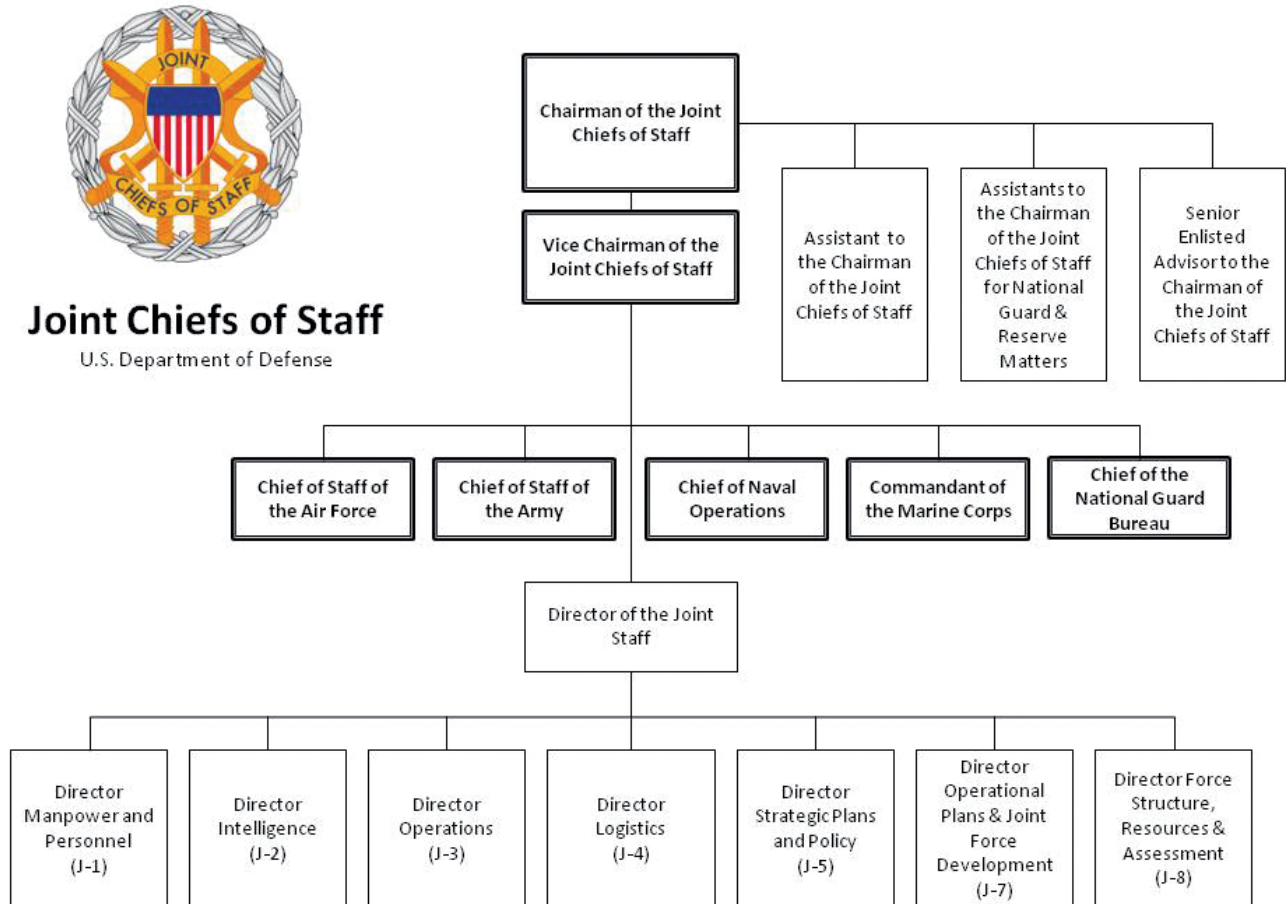 JOINT
CHIEFS OF STAFF
Joint Chiefs of Staff
U.S. Department of Defense
Chairman of the Joint
Chiefs of Staff
Vice Chairman of the
Joint Chiefs of Staff
Assistant to
the Chairman
of the Joint
Chiefs of Staff
Assistants to
the Chairman
of the Joint
Chiefs of Staff
for National
Guard &
Reserve
Matters
Senior
Enlisted
Advisor to the
Chairman of
the Joint
Chiefs of Staff
Chief of Staff of
the Air Force
Chief of Staff of
the Army
Chief of Naval
Operations
Commandant of
the Marine Corps
Chief of the
National Guard
Bureau
Director of the Joint
Staff
Director
Manpower and
Personnel
(J-1)
Director
Intelligence
(J-2)
Director
Operations
(J-3)
Director
Logistics
(J-4)
Director
Strategic Plans
and Policy
(J-5)
Director
Operational
Plans & Joint
Force
Development
(J-7)
Director Force
Structure,
Resources &
Assessment
(J-8)